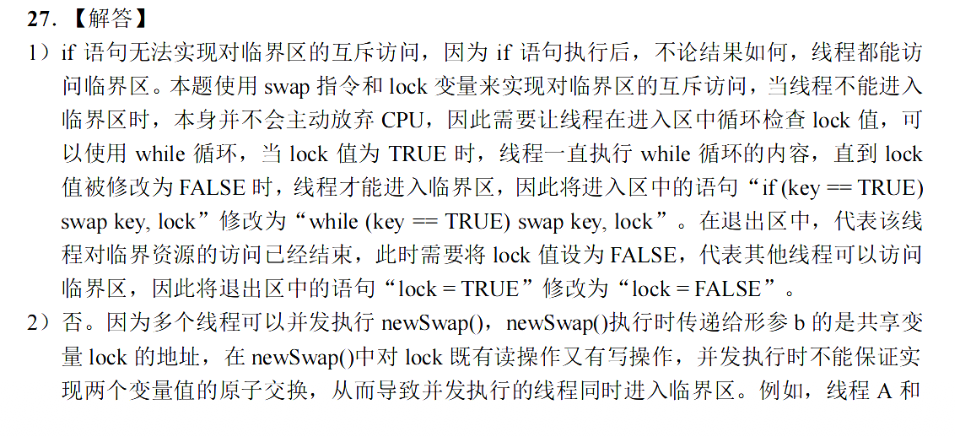 27.【解答】
1）if 语句无法实现对临界区的互斥访问，因为 if 语句执行后，不论结果如何，线程都能访
问临界区。本题使用 swap 指令和 lock 变量来实现对临界区的互斥访问，当线程不能进入
临界区时，本身并不会主动放弃 CPU，因此需要让线程在进入区中循环检查 lock 值，可
以使用 while 循环，当 lock 值为 TRUE 时，线程一直执行 while 循环的内容，直到 lock
值被修改为 FALSE 时，线程才能进入临界区，因此将进入区中的语句“if (key == TRUE)
swap key, lock”修改为“while (key == TRUE) swap key, lock”。在退出区中，代表该线
程对临界资源的访问已经结束，此时需要将 lock 值设为 FALSE，代表其他线程可以访问
临界区，因此将退出区中的语句“lock = TRUE”修改为“lock = FALSE”。
2）否。因为多个线程可以并发执行 newSwap()，newSwap()执行时传递给形参 b 的是共享变
量 lock 的地址，在 newSwap()中对 lock 既有读操作又有写操作，并发执行时不能保证实
现两个变量值的原子交换，从而导致并发执行的线程同时进入临界区。例如，线程 A 和